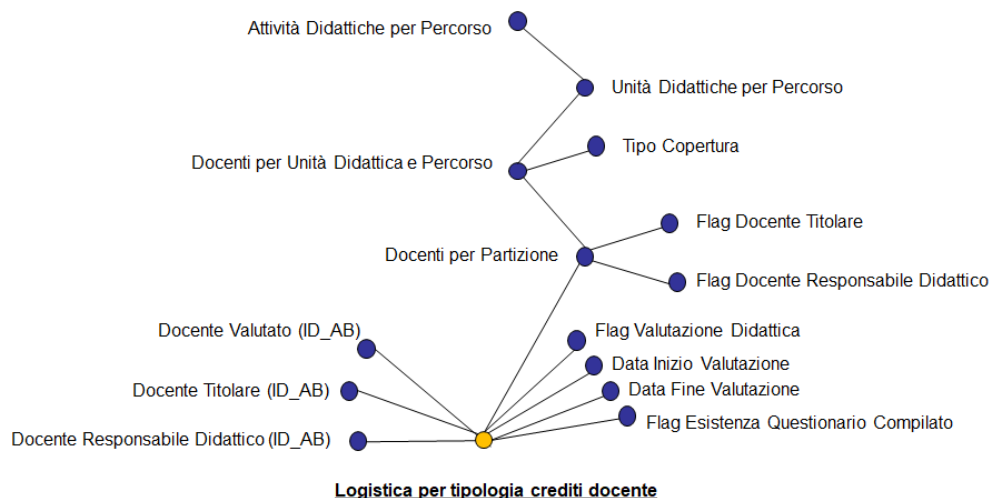 Attività Didattiche per Percorso
Unità Didattiche per Percorso
Tipo Copertura
Docenti per Unità Didattica e Percorso
Flag Docente Titolare
Docenti per Partizione
Flag Docente Responsabile Didattico
Docente Valutato (ID_AB)
Flag Valutazione Didattica
Data Inizio Valutazione
Docente Titolare (ID_AB)
Data Fine Valutazione
Flag Esistenza Questionario Compilato
Docente Responsabile Didattico (ID_AB)
Logistica per tipologia crediti docente